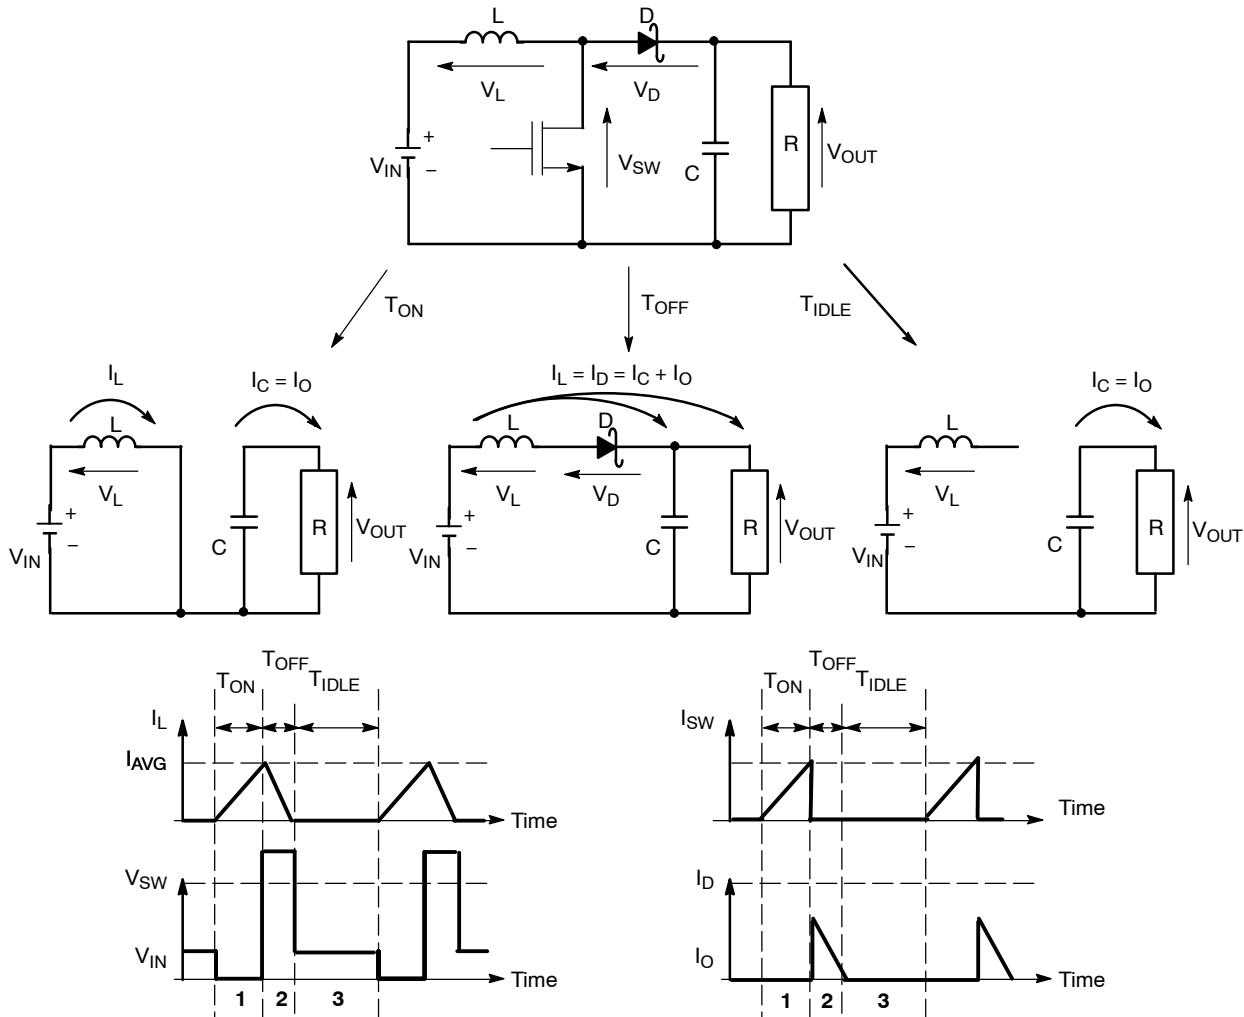 L
D
V_L
V_D
+
V_IN
–
V_SW
C
R
V_OUT
T_ON
T_OFF
T_IDLE
I_L
I_C = I_O
I_L = I_D = I_C + I_O
I_C = I_O
L
V_L
+
–
V_IN
C
R
V_OUT
L
D
V_L
V_D
+
–
V_IN
C
R
V_OUT
L
V_L
+
–
V_IN
C
R
V_OUT
T_OFF
T_ON
T_IDLE
I_L
I_AVG
Time
V_SW
V_IN
Time
1 2 3
T_OFF
T_ON
T_IDLE
I_SW
Time
I_D
I_O
Time
1 2 3